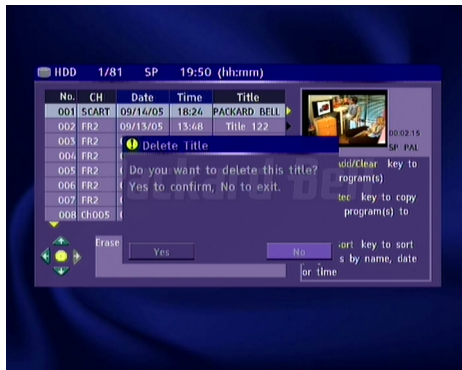 HDD 1/81 SP 19:50 (hh:mm)
No. CH Date Time Title
001 SCART 09/14/05 18:24 PACKARD BELL
002 FR2 09/13/05 13:48 Title 122
003 FR2
004 FR2
005 FR2
006 FR2
007 FR2
008 Ch005
00:02:15
SP PAL
Delete Title
Do you want to delete this title?
Yes to confirm, No to exit.
Yes
No
Erase
Add/Clear key to
rogram(s)
key to copy
program(s) to
key to sort
s by name, date
or time